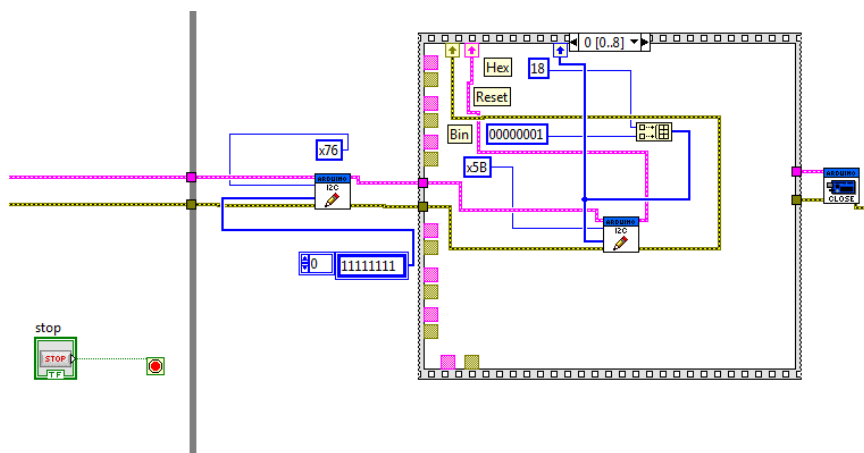 0 [0..8]
Hex
18
Reset
Bin
00000001
x76
x5B
ARDUINO
I2C
ARDUINO
CLOSE
ARDUINO
I2C
0
11111111
stop
STOP
TF